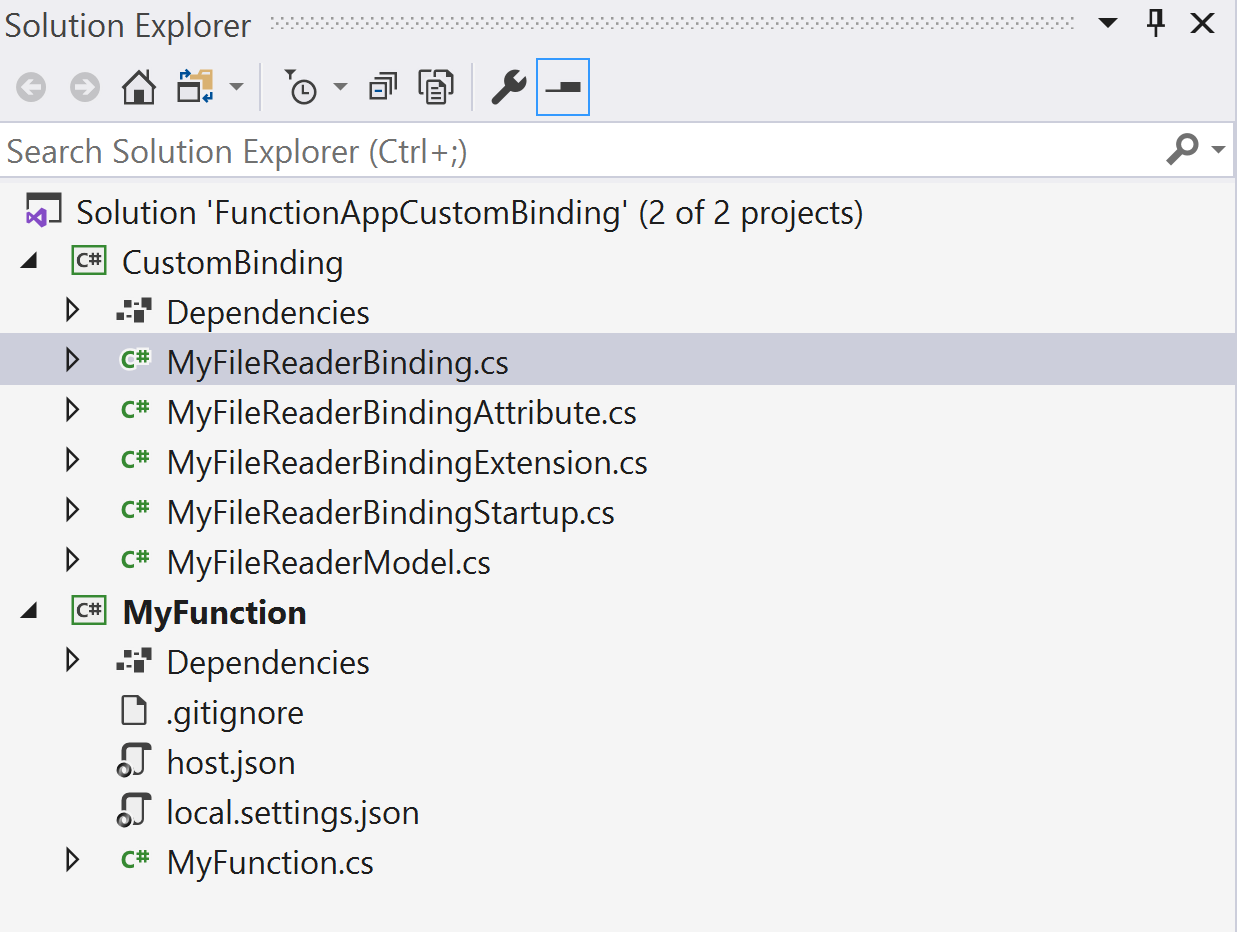 Solution Explorer
Search Solution Explorer (Ctrl+;)
Solution 'FunctionAppCustomBinding' (2 of 2 projects)
C# CustomBinding
Dependencies
C# MyFileReaderBinding.cs
C# MyFileReaderBindingAttribute.cs
C# MyFileReaderBindingExtension.cs
C# MyFileReaderBindingStartup.cs
C# MyFileReaderModel.cs
C# MyFunction
Dependencies
.gitignore
host.json
local.settings.json
C# MyFunction.cs